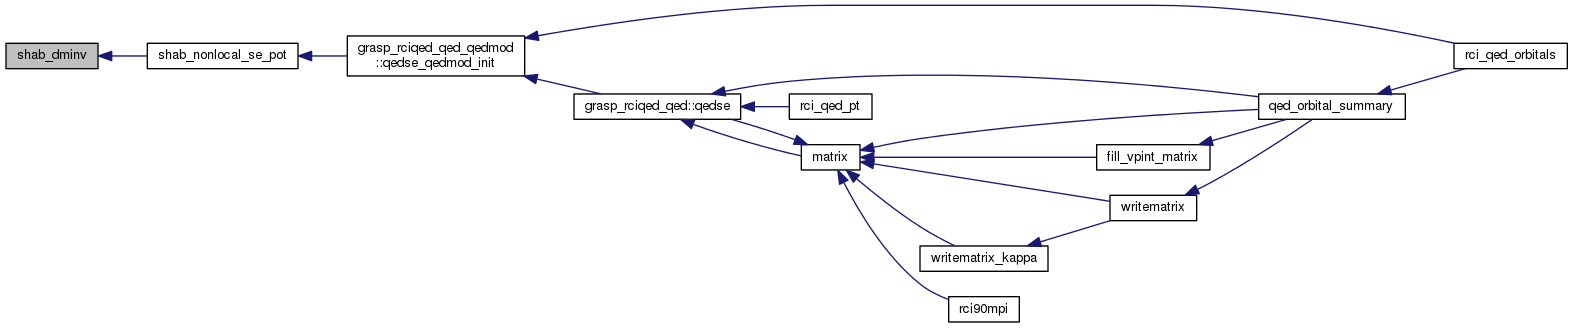 shab_dminv
shab_nonlocal_se_pot
grasp_rciqed_qed_qedmod
::qedse_qedmod_init
rci_qed_orbitals
grasp_rciqed_qed::qedse
rci_qed_pt
qed_orbital_summary
matrix
fill_vpint_matrix
writematrix
writematrix_kappa
rci90mpi